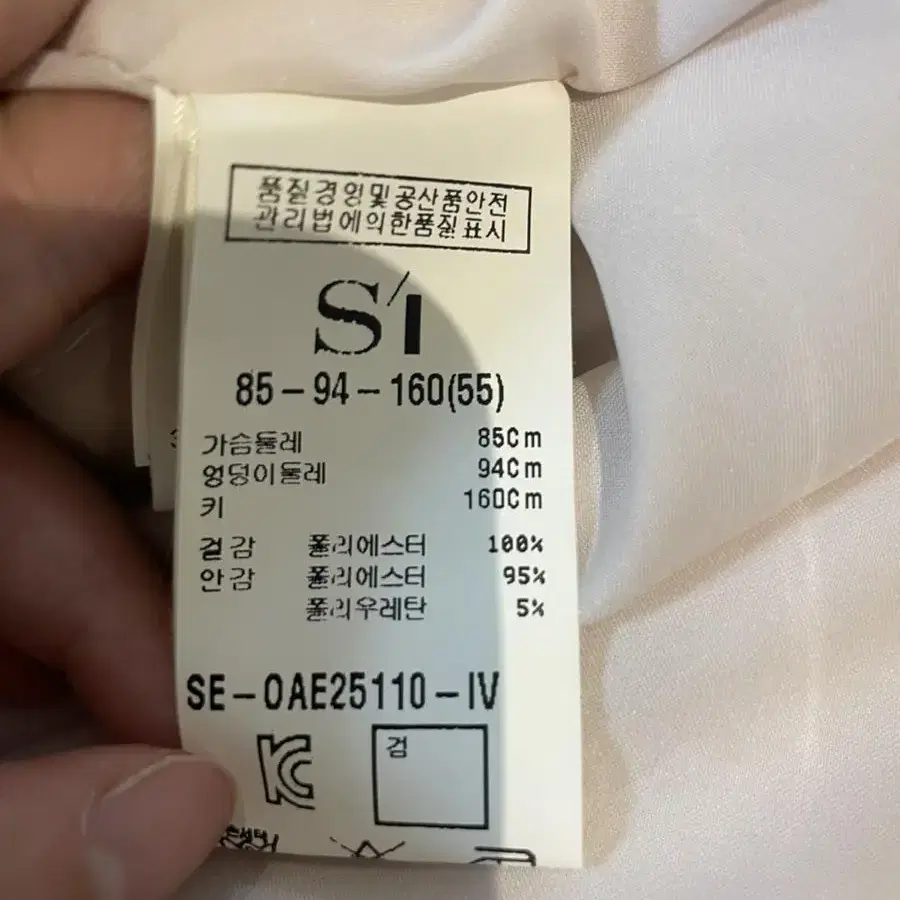 품질경영및공산품안전
관리법에의한품질표시
S'I
85-94-160(55)
가슴둘레 85Cm
엉덩이둘레 94Cm
키 160Cm
겉감 폴리에스터 100%
안감 폴리에스터 95%
폴리우레탄 5%
SE-OAE25110-IV
검
손세탁